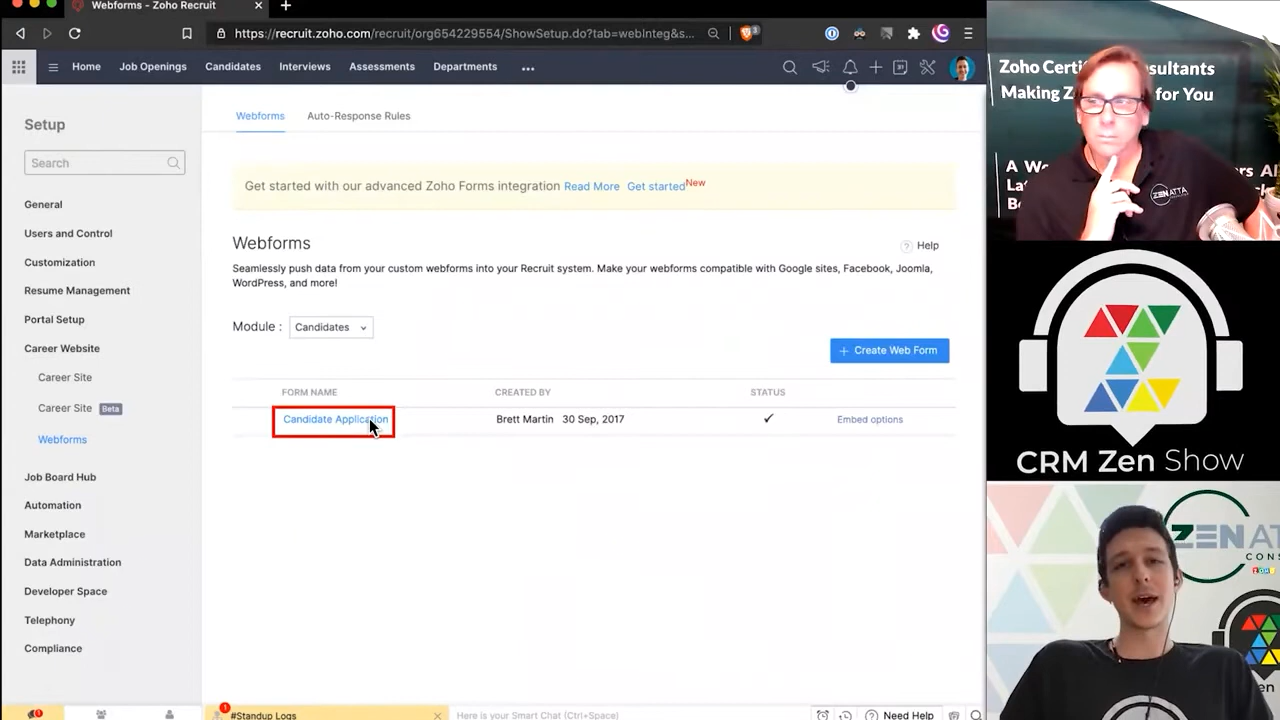 Webforms - Zoho Recruit
https://recruit.zoho.com/recruit/org654229554/ShowSetup.do?tab=webInteg&s...
Home
Job Openings
Candidates
Interviews
Assessments
Departments
Setup
Search
General
Users and Control
Customization
Resume Management
Portal Setup
Career Website
Career Site
Career Site Beta
Webforms
Job Board Hub
Automation
Marketplace
Data Administration
Developer Space
Telephony
Compliance
Webforms
Auto-Response Rules
Get started with our advanced Zoho Forms integration Read More Get started New
Webforms
? Help
Seamlessly push data from your custom webforms into your Recruit system. Make your webforms compatible with Google sites, Facebook, Joomla,
WordPress, and more!
Module : Candidates
+ Create Web Form
FORM NAME CREATED BY STATUS
Candidate Application Brett Martin 30 Sep, 2017 Embed options
#Standup Logs
Here is your Smart Chat (Ctrl+Space)
Need Help
Making for You
ZENATTA
CRM Zen Show
ZENATTA
CONS